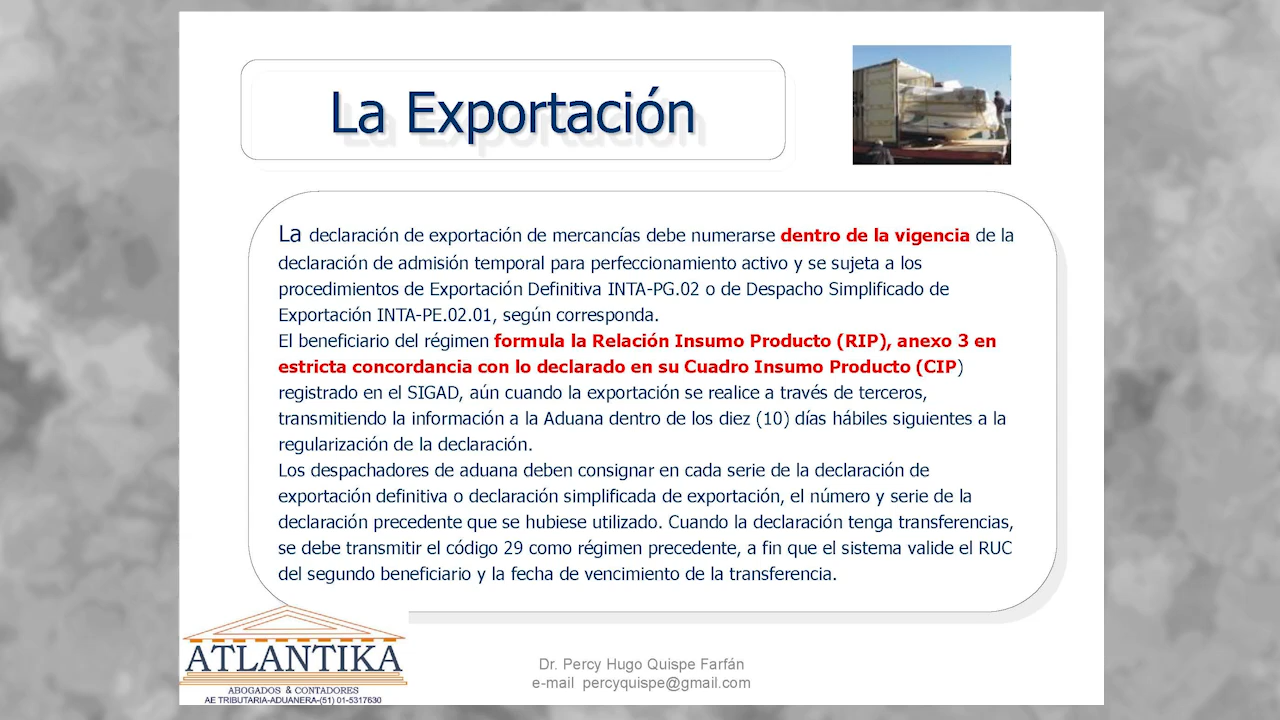 La Exportación
La declaración de exportación de mercancías debe numerarse dentro de la vigencia de la
declaración de admisión temporal para perfeccionamiento activo y se sujeta a los
procedimientos de Exportación Definitiva INTA-PG.02 o de Despacho Simplificado de
Exportación INTA-PE.02.01, según corresponda.
El beneficiario del régimen formula la Relación Insumo Producto (RIP), anexo 3 en
estricta concordancia con lo declarado en su Cuadro Insumo Producto (CIP)
registrado en el SIGAD, aún cuando la exportación se realice a través de terceros,
transmitiendo la información a la Aduana dentro de los diez (10) días hábiles siguientes a la
regularización de la declaración.
Los despachadores de aduana deben consignar en cada serie de la declaración de
exportación definitiva o declaración simplificada de exportación, el número y serie de la
declaración precedente que se hubiese utilizado. Cuando la declaración tenga transferencias,
se debe transmitir el código 29 como régimen precedente, a fin que el sistema valide el RUC
del segundo beneficiario y la fecha de vencimiento de la transferencia.
ATLANTIKA
ABOGADOS & CONTADORES
AE TRIBUTARIA-ADUANERA-(51) 01-5317630
Dr. Percy Hugo Quispe Farfán
e-mail percyquispe@gmail.com